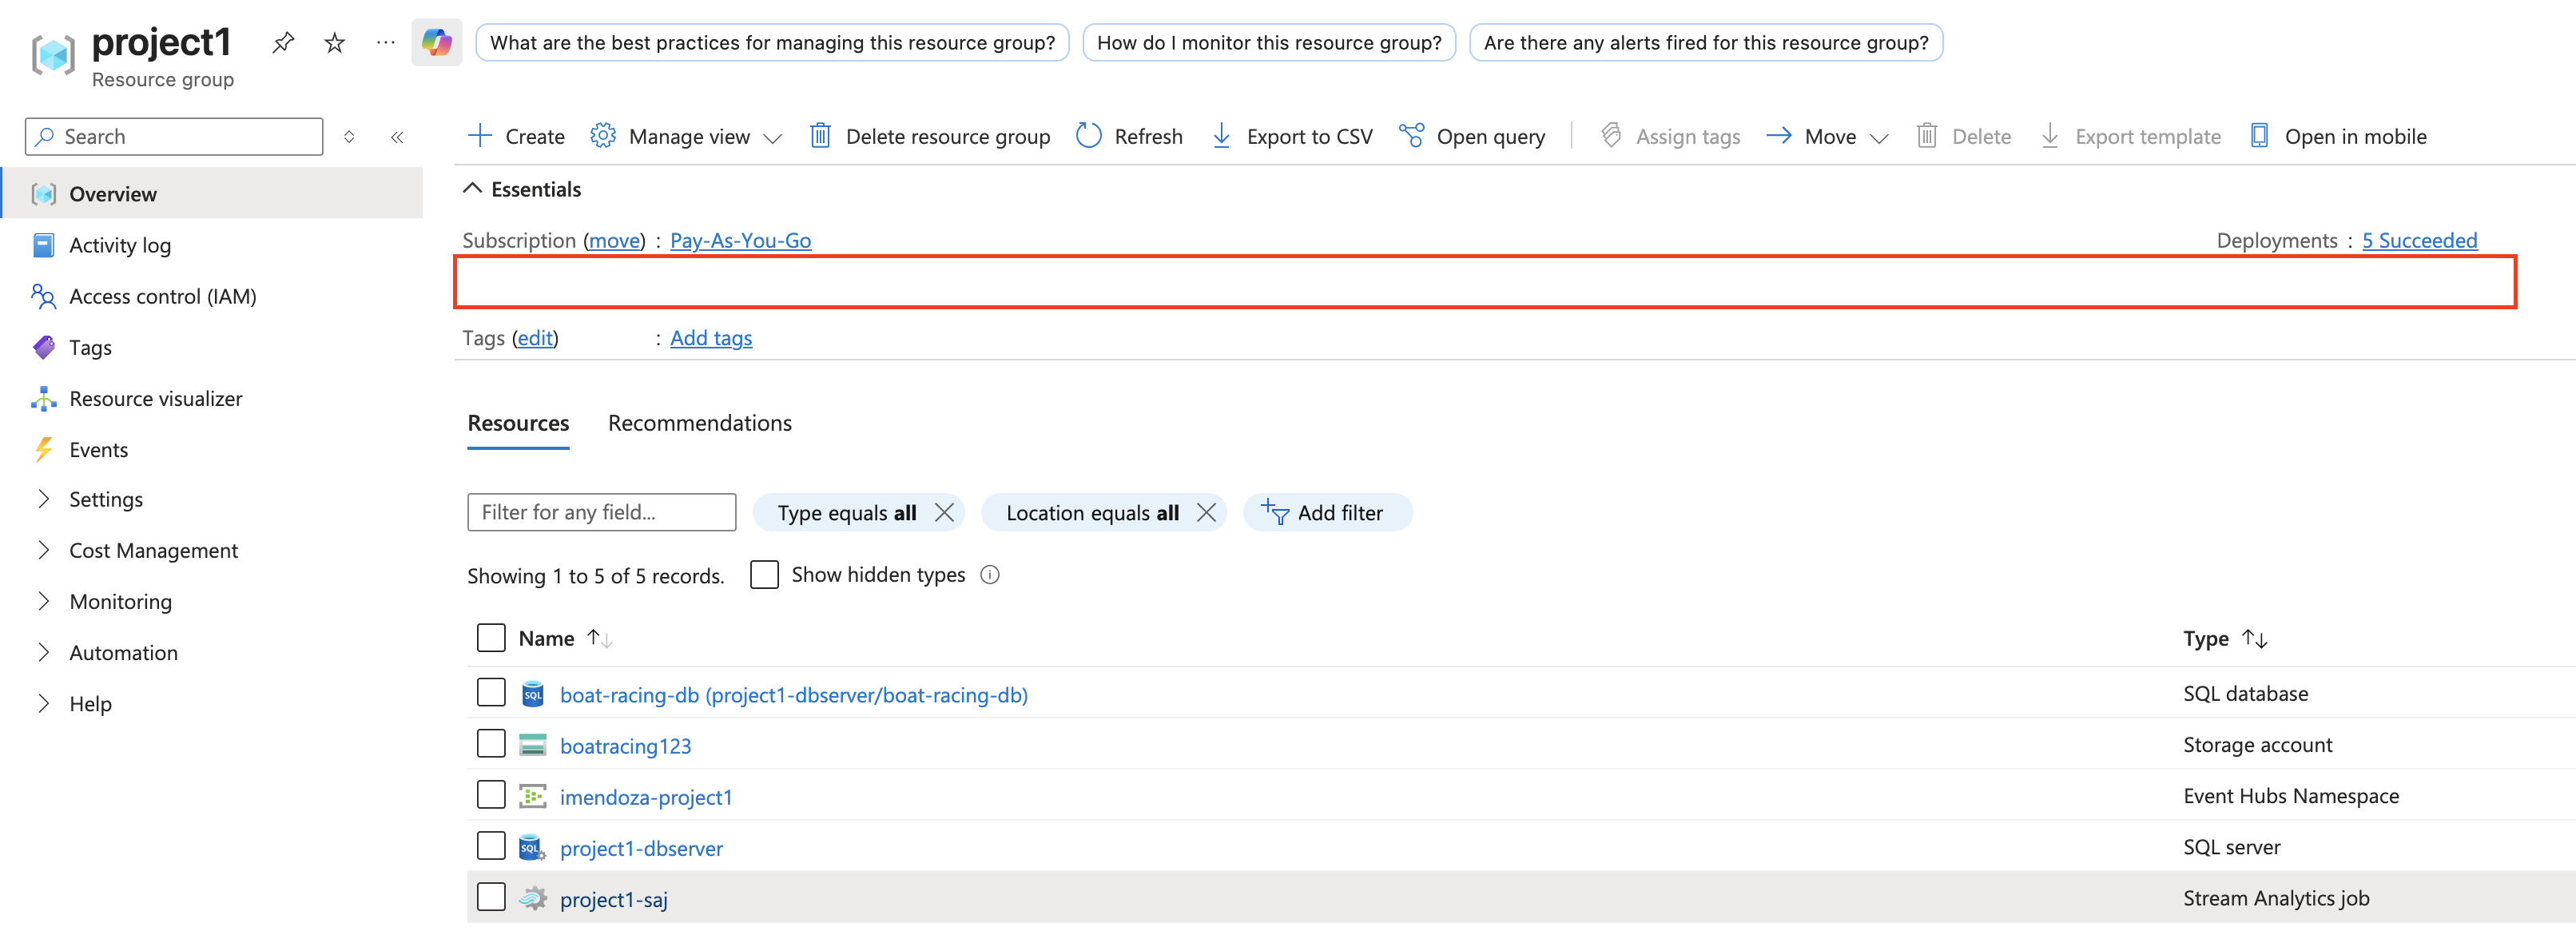 project1
Resource group
What are the best practices for managing this resource group?
How do I monitor this resource group?
Are there any alerts fired for this resource group?
Search
Create
Manage view
Delete resource group
Refresh
Export to CSV
Open query
Assign tags
Move
Delete
Export template
Open in mobile
Overview
Activity log
Access control (IAM)
Tags
Resource visualizer
Events
Settings
Cost Management
Monitoring
Automation
Help
Essentials
Subscription (move) : Pay-As-You-Go
Deployments : 5 Succeeded
Tags (edit) : Add tags
Resources Recommendations
Filter for any field...
Type equals all
Location equals all
Add filter
Showing 1 to 5 of 5 records.
Show hidden types
Name Type
boat-racing-db (project1-dbserver/boat-racing-db) SQL database
boatracing123 Storage account
imendoza-project1 Event Hubs Namespace
project1-dbserver SQL server
project1-saj Stream Analytics job